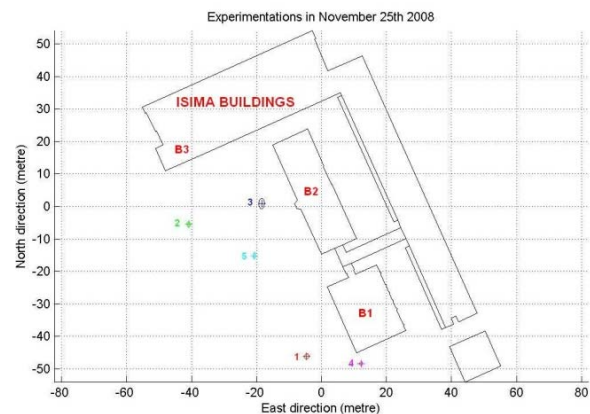 Experimentations in November 25th 2008
50
40
30
20
10
0
-10
-20
-30
-40
-50
North direction (metre)
ISIMA BUILDINGS
B3
B2
3
2
5
B1
1
4
-80 -60 -40 -20 0 20 40 60 80
East direction (metre)